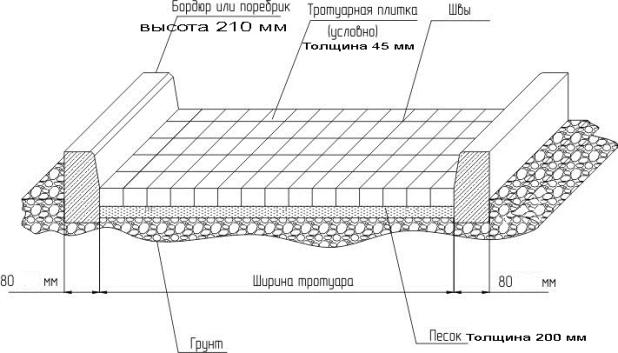 Бордюр или поребрик
высота 210 мм
Тротуарная плитка
(условно)
Толщина 45 мм
Швы
80 мм
Ширина тротуара
80 мм
Грунт
Песок Толщина 200 мм